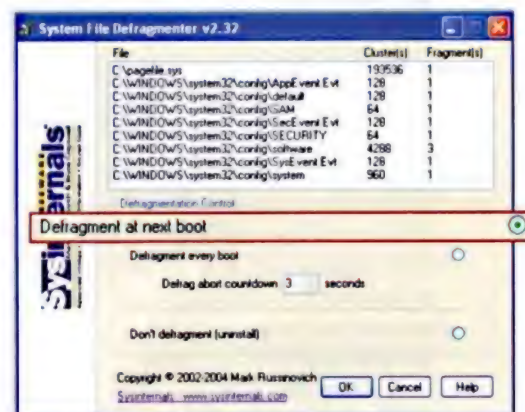 System File Defragmenter v2.32
File Cluster(s) Fragment(s)
C:\pagefile.sys 193536 1
C:\WINDOWS\system32\config\AppEvent.Evt 128 1
C:\WINDOWS\system32\config\default 128 1
C:\WINDOWS\system32\config\SAM 64 1
C:\WINDOWS\system32\config\SecEvent.Evt 128 1
C:\WINDOWS\system32\config\SECURITY 64 1
C:\WINDOWS\system32\config\software 4288 3
C:\WINDOWS\system32\config\SysEvent.Evt 128 1
C:\WINDOWS\system32\config\system 960 1
Sysinternals
Defragmentation Control
Defragment at next boot
Defragment every boot
Defrag abort countdown 3 seconds
Don't defragment (uninstall)
Copyright © 2002-2004 Mark Russinovich
Sysinternals www.sysinternals.com
OK Cancel Help